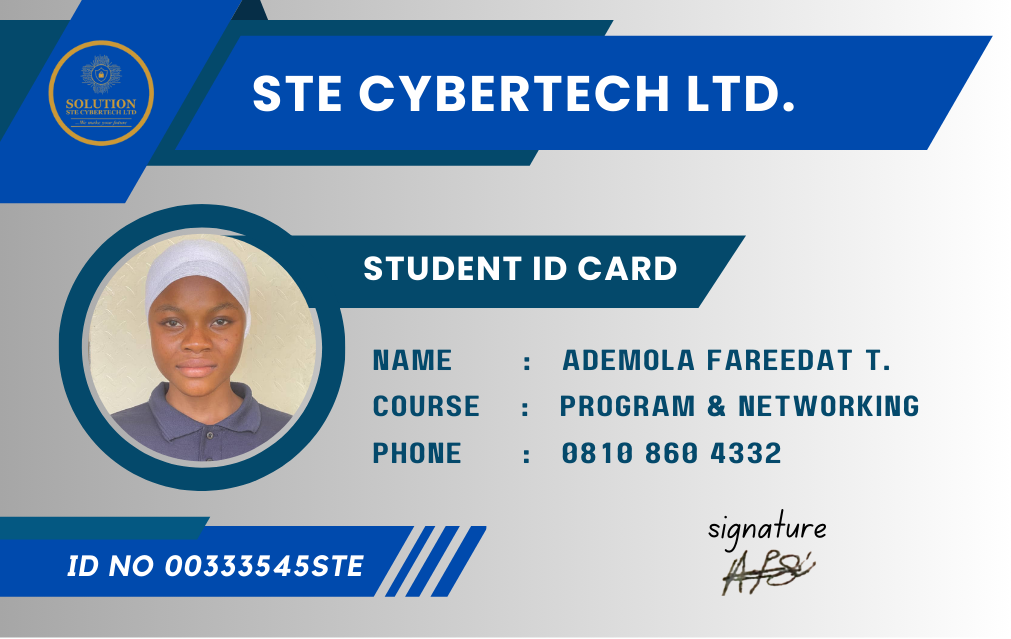 SOLUTION
STE CYBERTECH LTD
STE CYBERTECH LTD.
STUDENT ID CARD
NAME : ADEMOLA FAREEDAT T.
COURSE : PROGRAM & NETWORKING
PHONE : 0810 860 4332
signature
ID NO 00333545STE